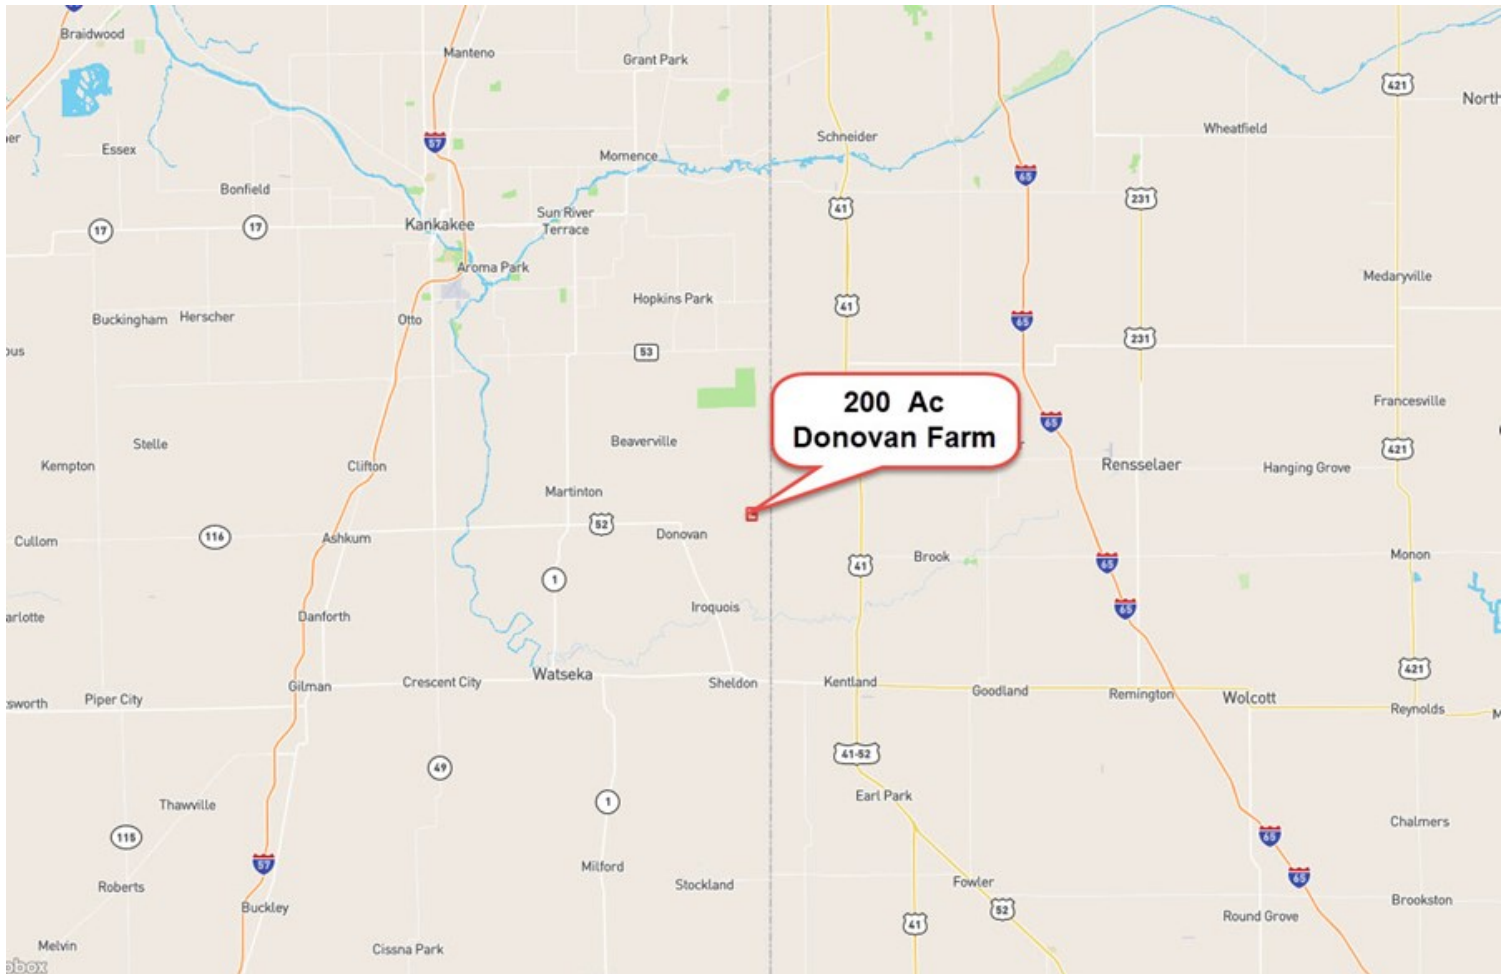 Braidwood
Manteno
Grant Park
421
North
57
Schneider
Wheatfield
er
Essex
Momence
65
Bonfield
231
41
17
17
Kankakee
Sun River
Terrace
Aroma Park
Medaryville
Hopkins Park
41
Buckingham
Herscher
Otto
65
231
ous
53
200 Ac
Donovan Farm
Francesville
65
Stelle
Beaverville
r
421
Kempton
Clifton
Rensselaer
Hanging Grove
Martinton
52
Cullom
116
Ashkum
Donovan
Brook
Monon
41
65
1
65
arlotte
Danforth
Iroquois
421
Watseka
Gilman
Crescent City
Sheldon
Kentland
Goodland
Remington
Wolcott
sworth
Piper City
Reynolds
M
41-52
49
Thawville
1
Earl Park
Chalmers
115
65
57
Milford
65
Roberts
Stockland
Fowler
Brookston
Buckley
52
Round Grove
41
Melvin
Cissna Park
obox